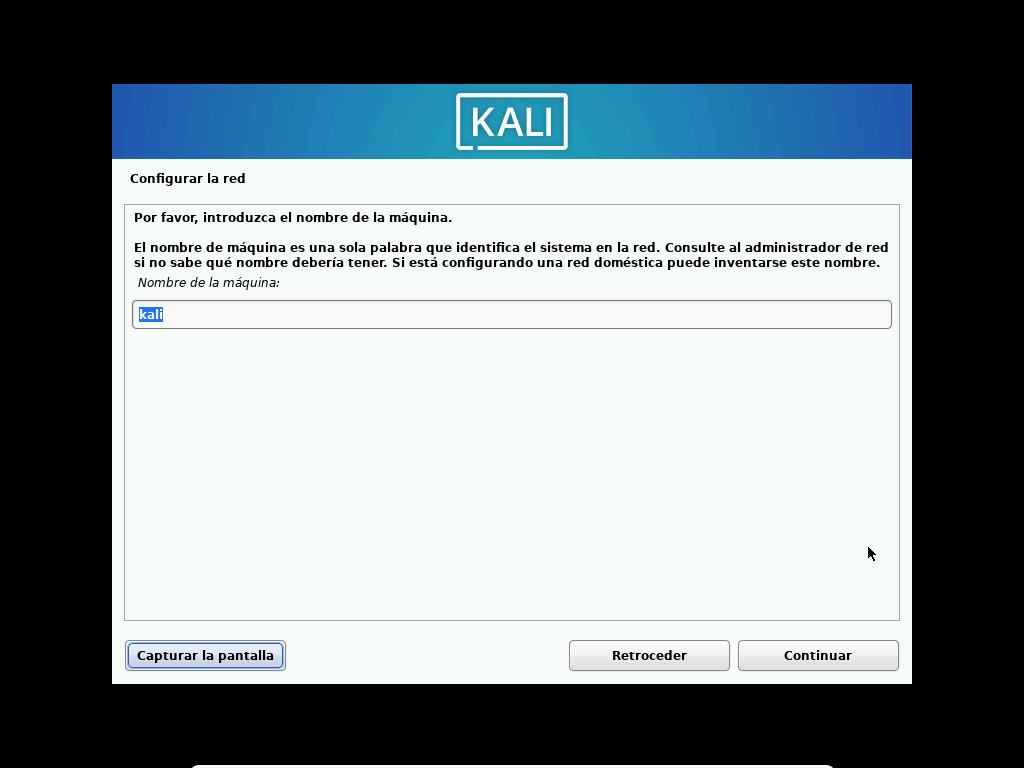 KALI
Configurar la red
Por favor, introduzca el nombre de la máquina.
El nombre de máquina es una sola palabra que identifica el sistema en la red. Consulte al administrador de red
si no sabe qué nombre debería tener. Si está configurando una red doméstica puede inventarse este nombre.
Nombre de la máquina:
kali
Capturar la pantalla
Retroceder
Continuar